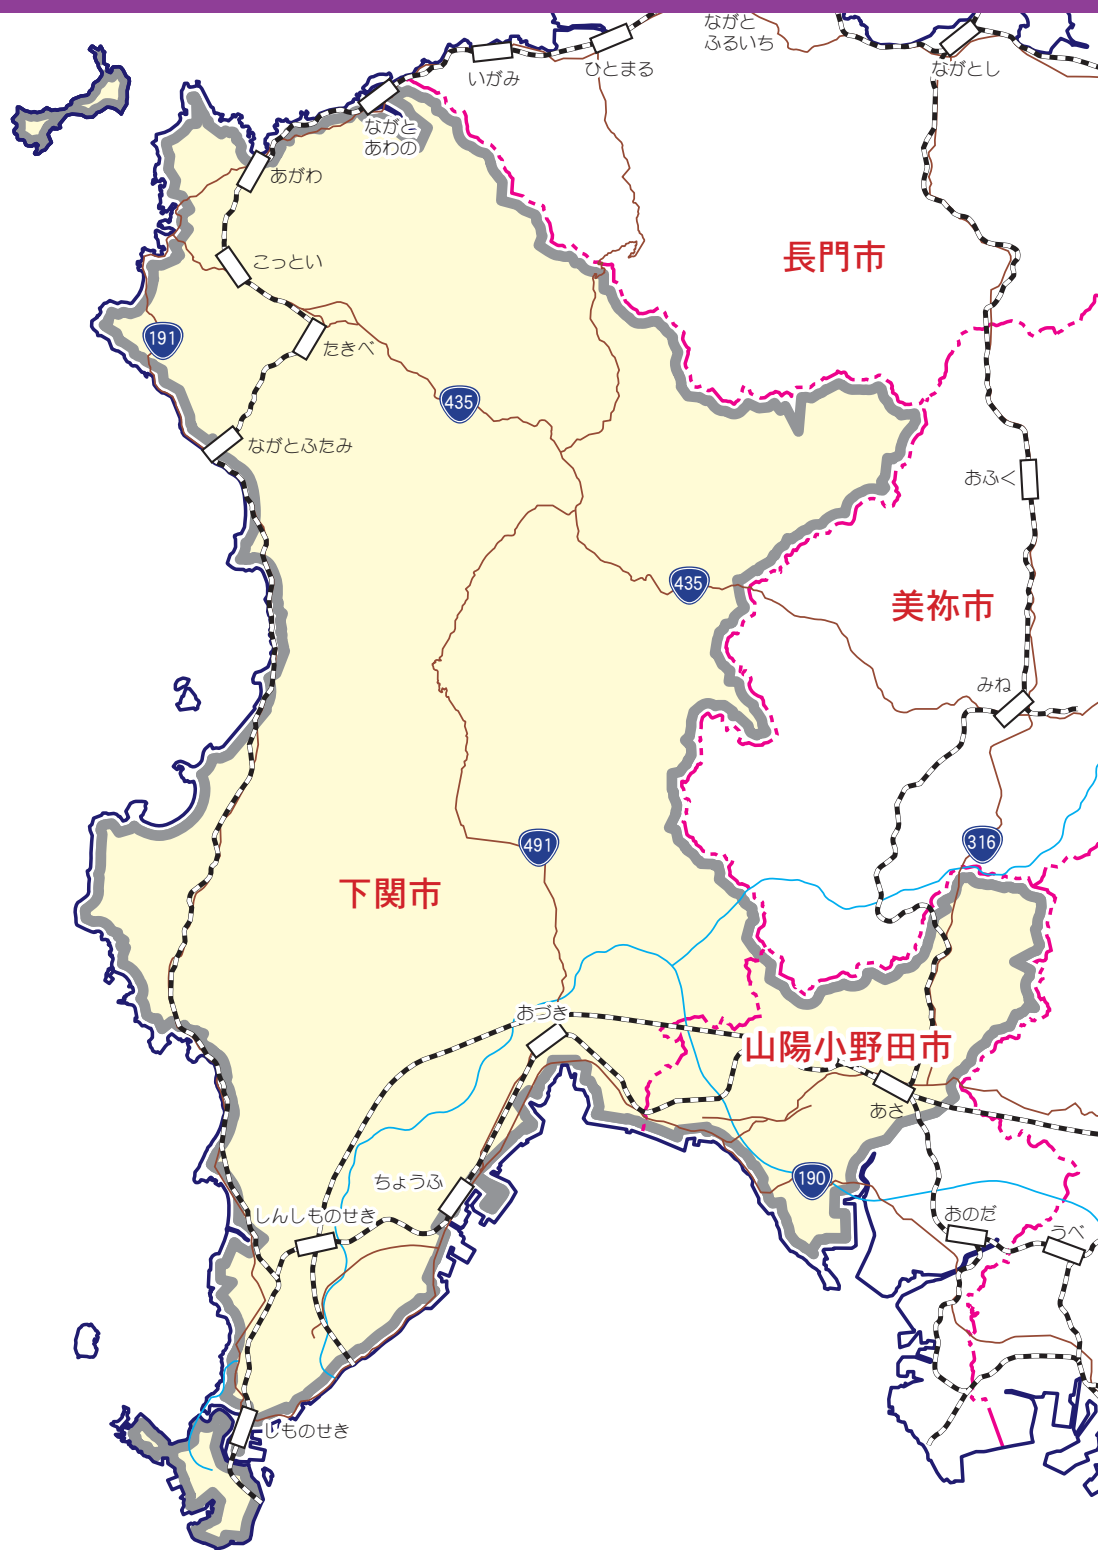 ながと
ふるいち
ひとまる
いがみ
ながとし
ながと
あわの
あがわ
こっとい
長門市
191
たきべ
435
ながとふたみ
おふく
435
美祢市
みね
491
316
下関市
おづき
山陽小野田市
あさ
ちょうふ
190
しんしものせき
おのだ
うべ
しものせき